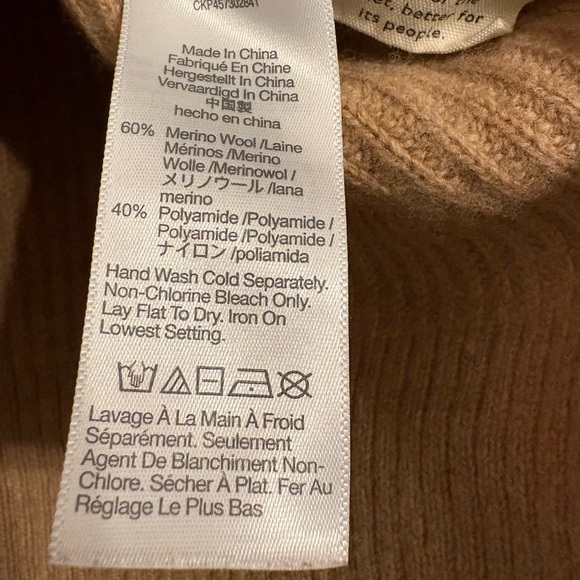 CKP457302841
et, better for
its people.
Made In China
Fabriqué En Chine
Hergestellt In China
Vervaardigd In China
中国製
hecho en china
60% Merino Wool /Laine
Mérinos /Merino
Wolle /Merinowol /
メリノウール /lana
merino
40% Polyamide /Polyamide /
Polyamide /Polyamide /
ナイロン /poliamida
Hand Wash Cold Separately.
Non-Chlorine Bleach Only.
Lay Flat To Dry. Iron On
Lowest Setting.
Lavage À La Main À Froid
Séparément. Seulement
Agent De Blanchiment Non-
Chlore. Sécher À Plat. Fer Au
Réglage Le Plus Bas